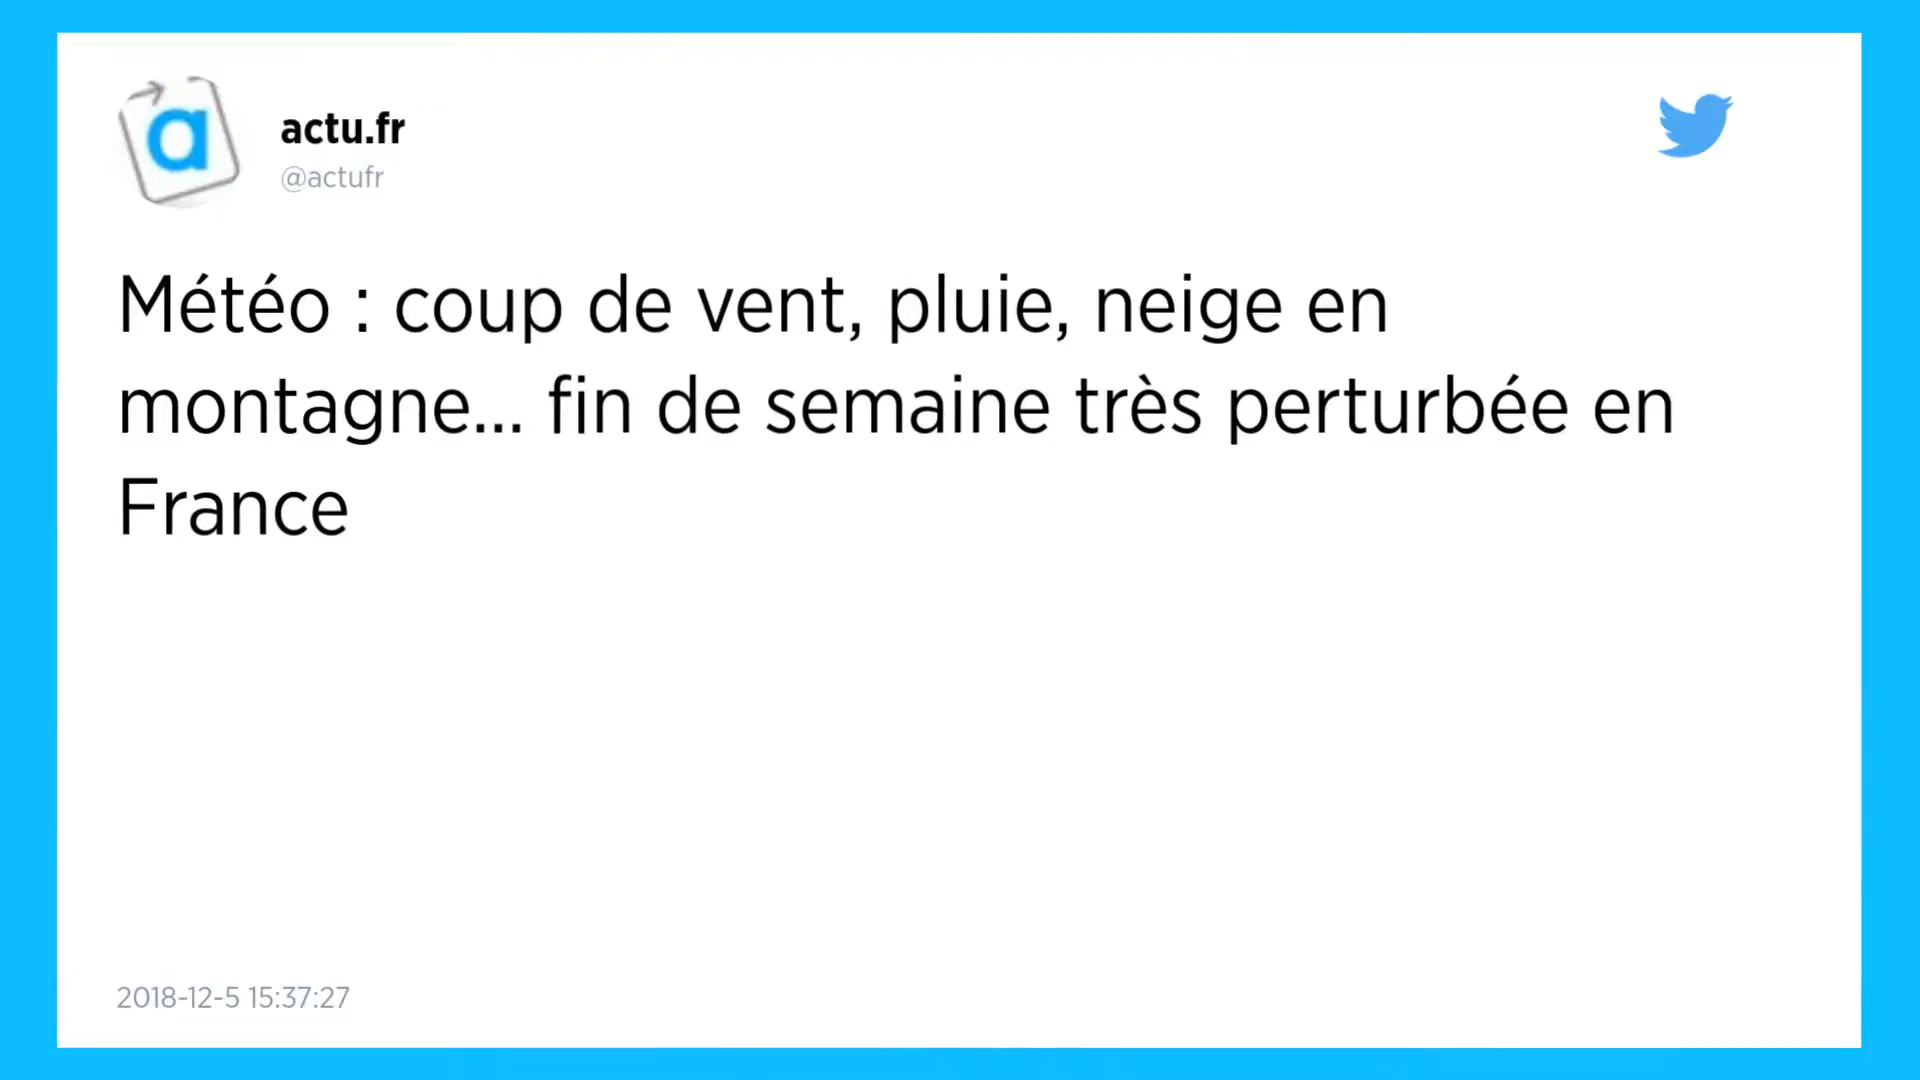 a
actu.fr
@actufr
Météo : coup de vent, pluie, neige en
montagne... fin de semaine très perturbée en
France
2018-12-5 15:37:27